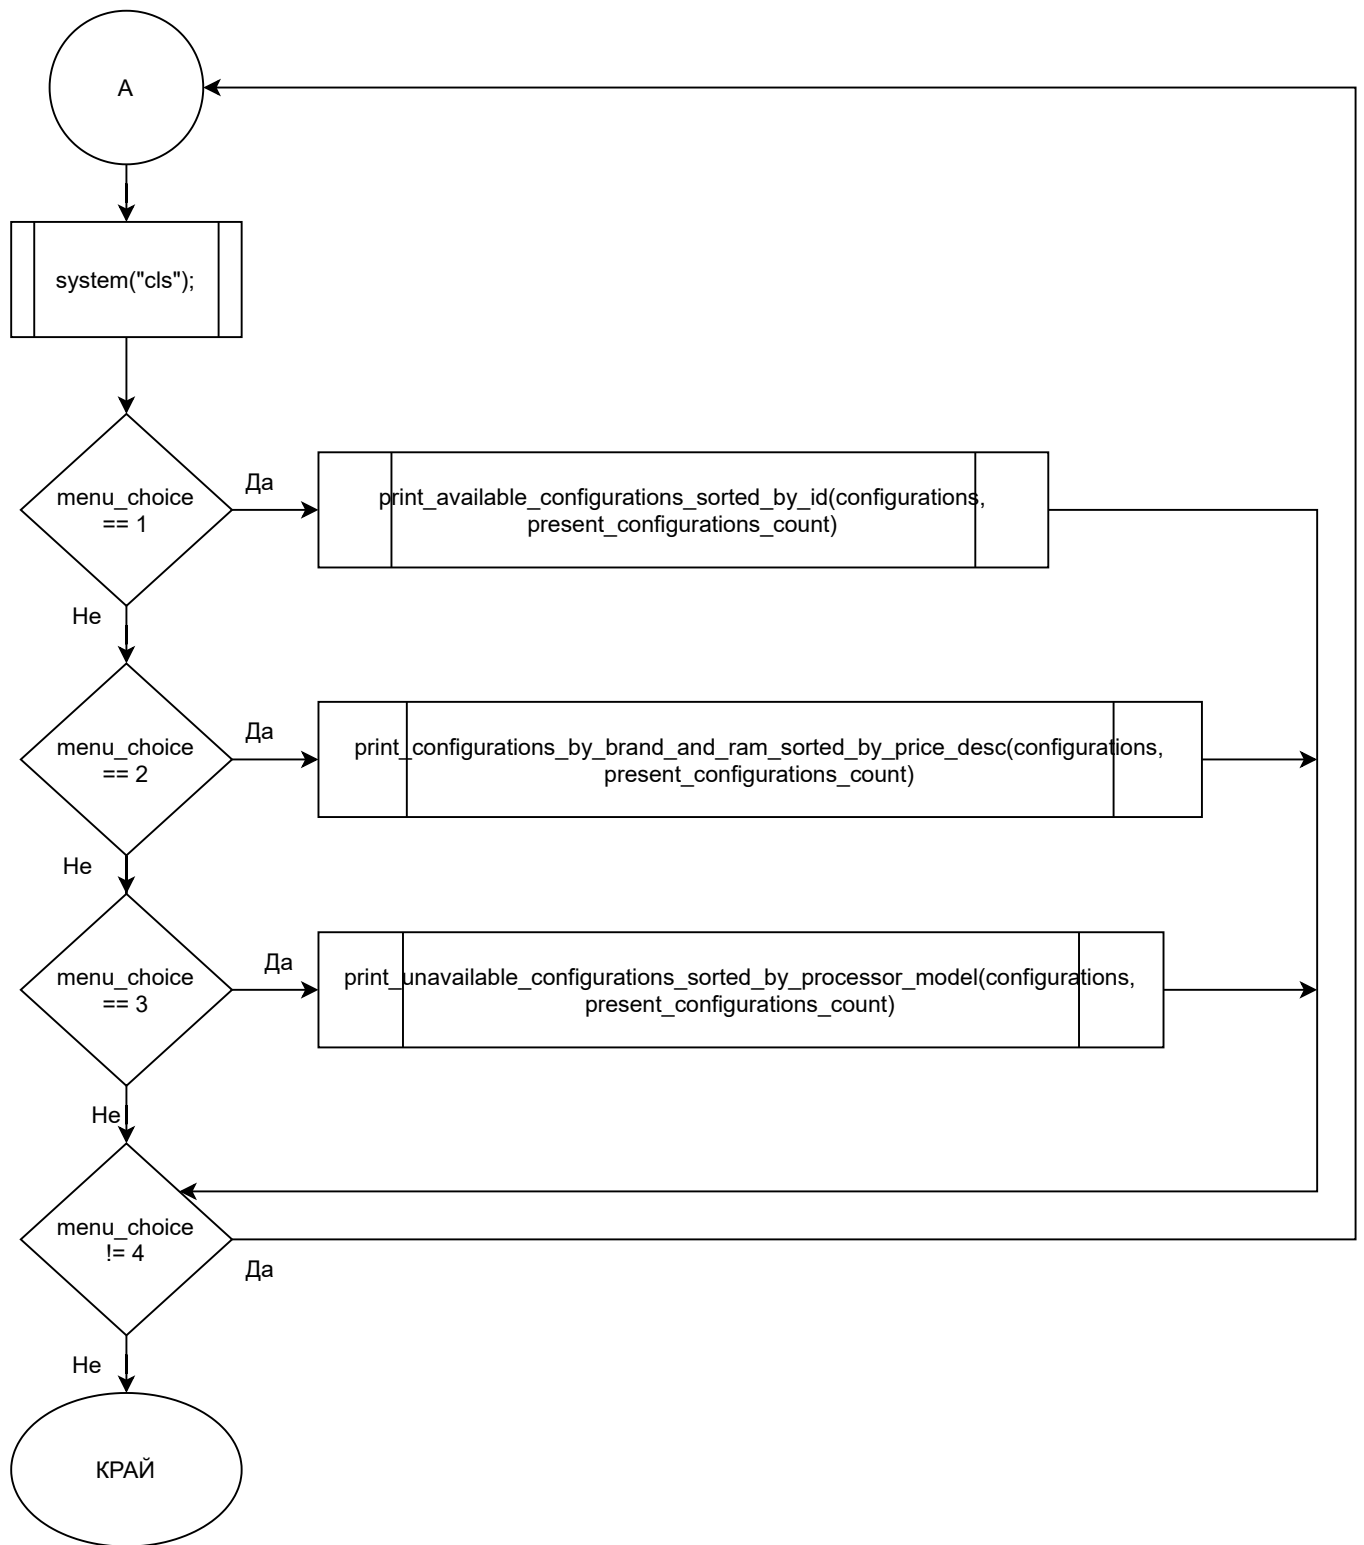 A
system("cls");
menu_choice
== 1
Да
print_available_configurations_sorted_by_id(configurations,
present_configurations_count)
Не
menu_choice
== 2
Да
print_configurations_by_brand_and_ram_sorted_by_price_desc(configurations,
present_configurations_count)
Не
menu_choice
== 3
Да
print_unavailable_configurations_sorted_by_processor_model(configurations,
present_configurations_count)
Не
menu_choice
!= 4
Да
Не
КРАЙ